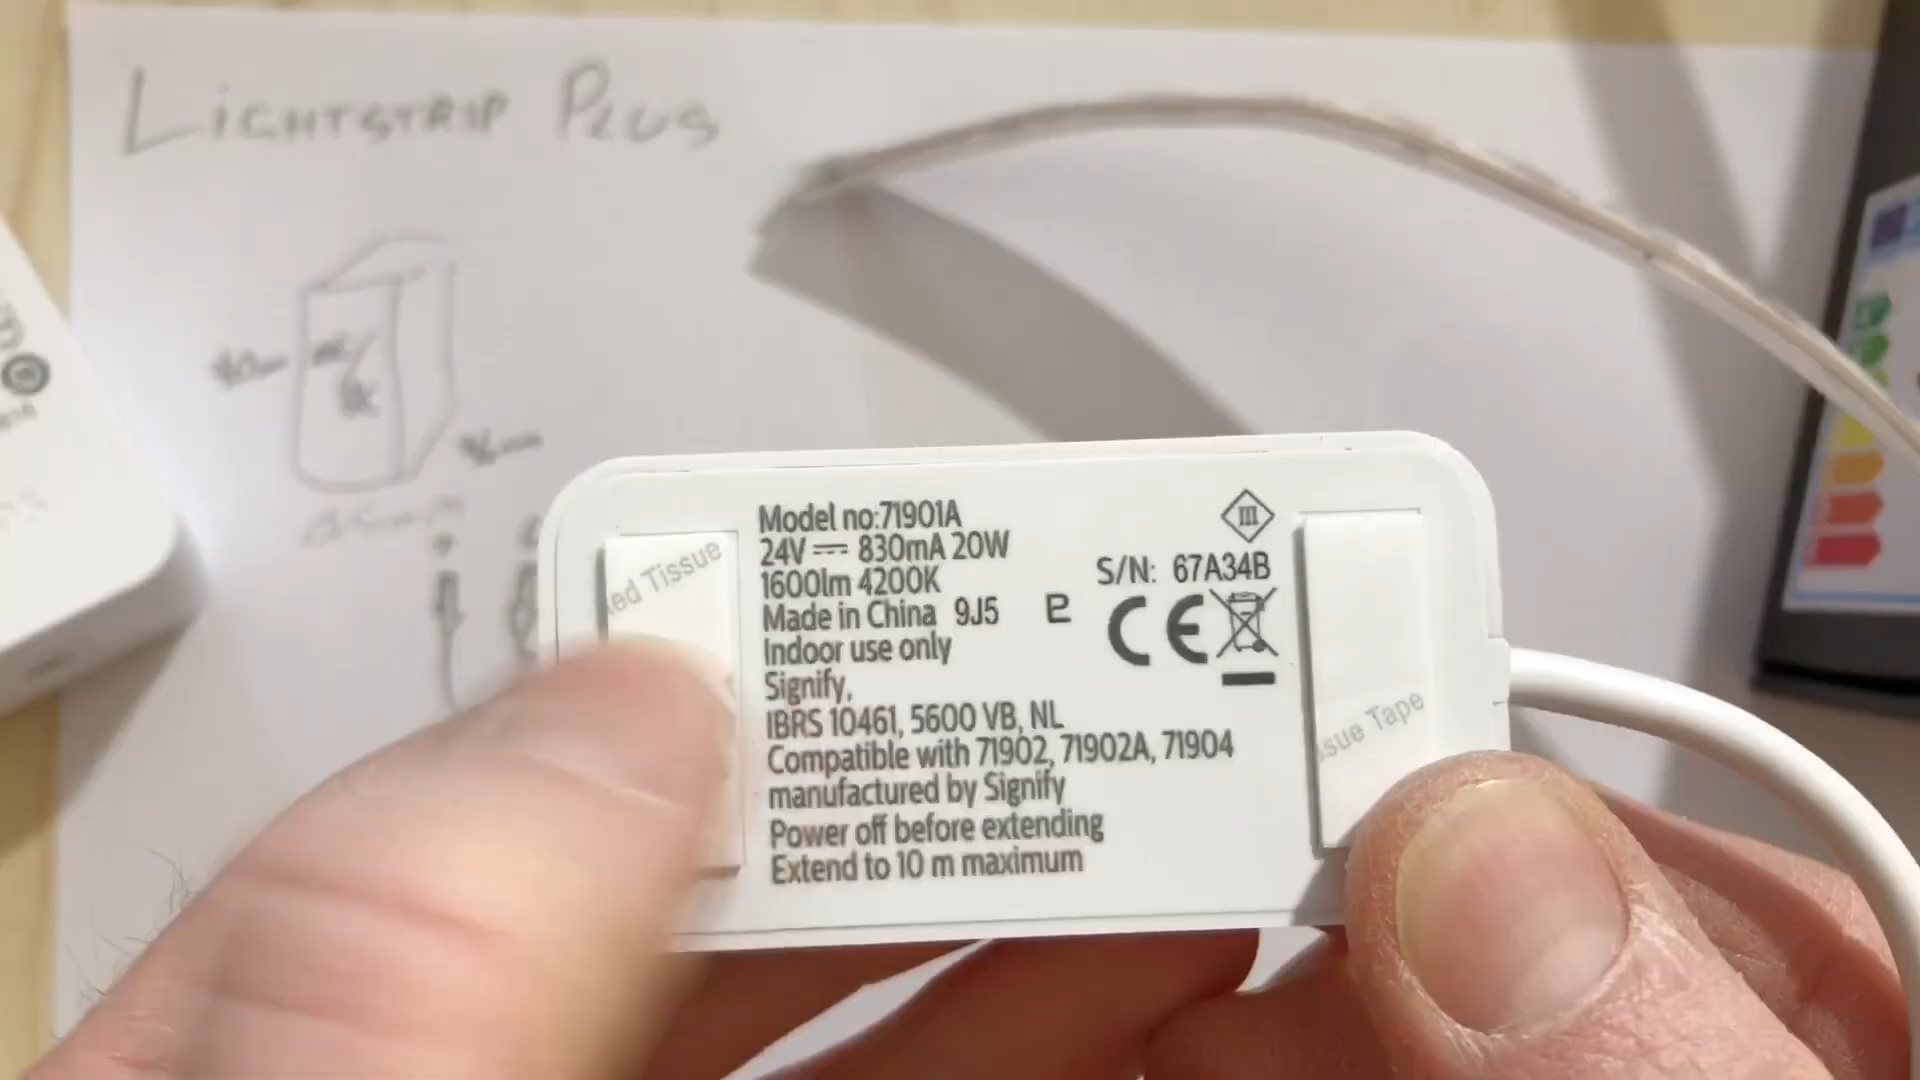 LIGHTSTRIP PLUS
Model no:71901A
24V ⎓ 830mA 20W
1600lm 4200K
Made in China 9J5
Indoor use only
Signify,
IBRS 10461, 5600 VB, NL
Compatible with 71902, 71902A, 71904
manufactured by Signify
Power off before extending
Extend to 10 m maximum
III
S/N: 67A34B
CE
Tissue
Tape